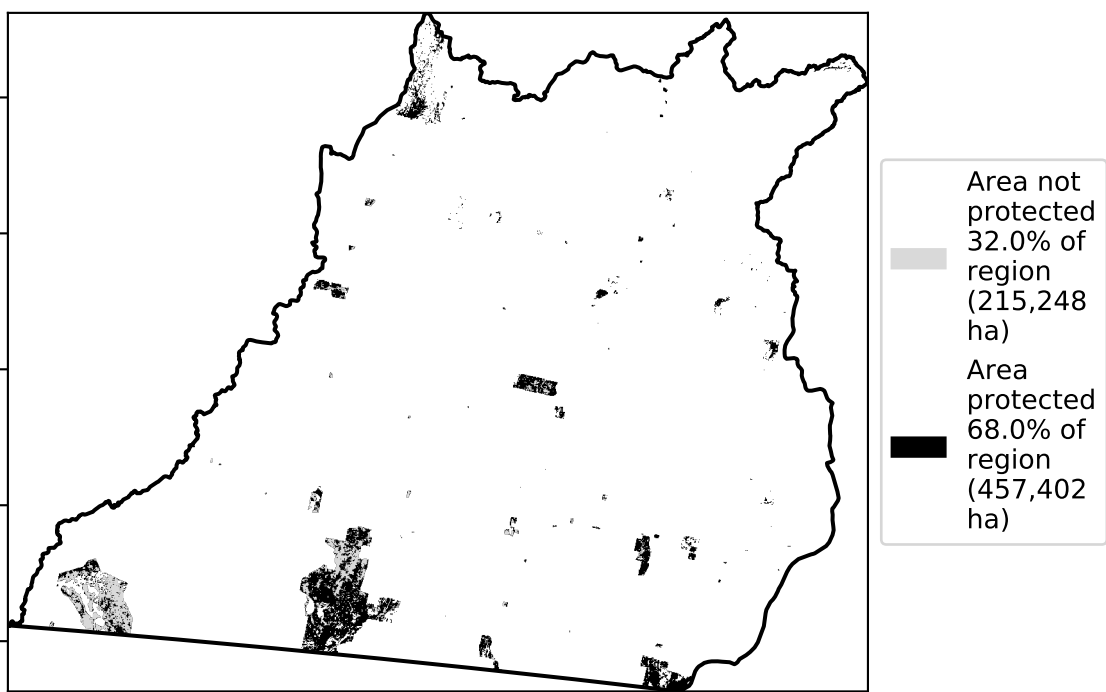 Area not
protected
32.0% of
region
(215,248
ha)
Area
protected
68.0% of
region
(457,402
ha)